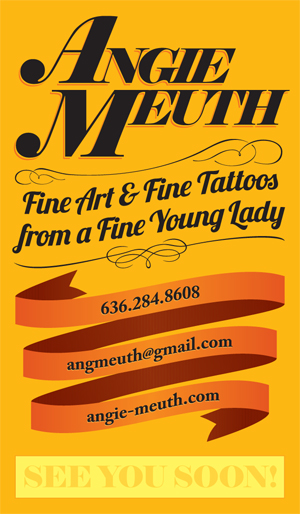 ANGIE
MEUTH
Fine Art & Fine Tattoos
from a Fine Young Lady
636.284.8608
angmeuth@gmail.com
angie-meuth.com
SEE YOU SOON!